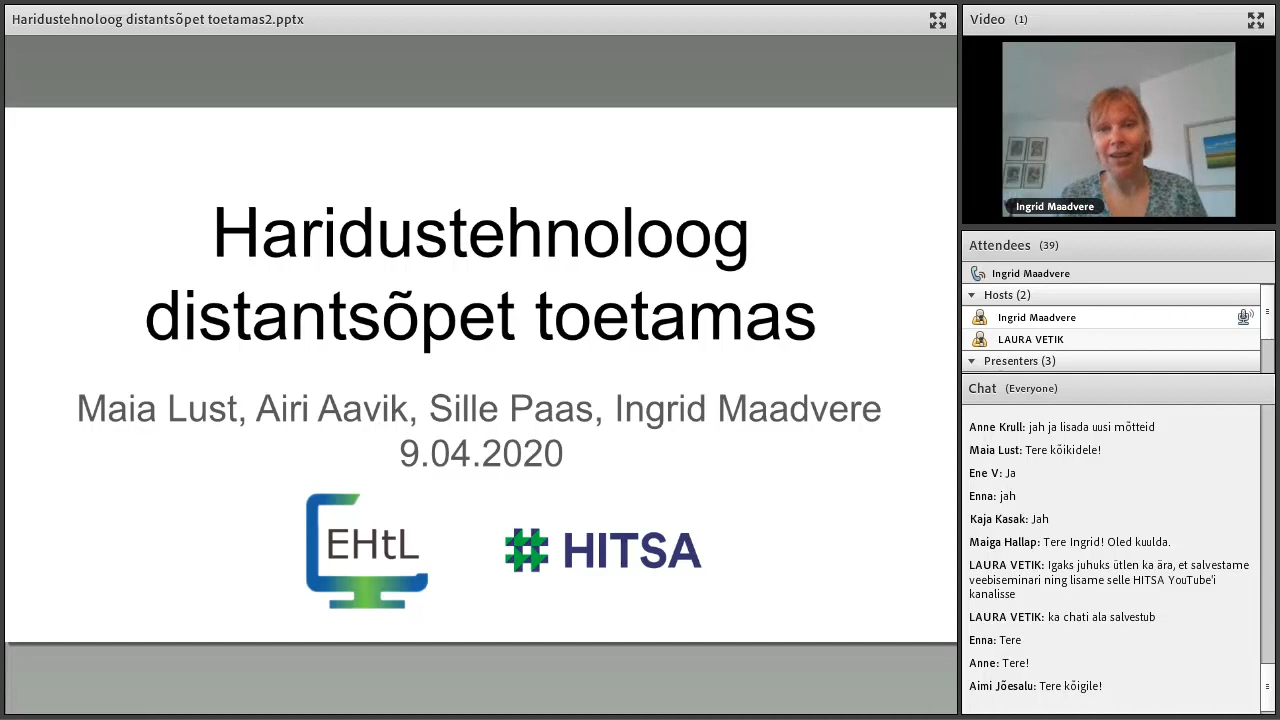 Haridustehnoloog distantsõpet toetamas2.pptx
Haridustehnoloog
distantsõpet toetamas
Maia Lust, Airi Aavik, Sille Paas, Ingrid Maadvere
9.04.2020
EHtL
HITSA
Video (1)
Ingrid Maadvere
Attendees (39)
Ingrid Maadvere
Hosts (2)
Ingrid Maadvere
LAURA VETIK
Presenters (3)
Chat (Everyone)
Anne Krull: jah ja lisada uusi mõtteid
Maia Lust: Tere kõikidele!
Ene V: Ja
Enna: jah
Kaja Kasak: Jah
Maiga Hallap: Tere Ingrid! Oled kuulda.
LAURA VETIK: Igaks juhuks ütlen ka ära, et salvestame
veebiseminari ning lisame selle HITSA YouTube'i
kanalisse
LAURA VETIK: ka chati ala salvestub
Enna: Tere
Anne: Tere!
Aimi Jõesalu: Tere kõigile!